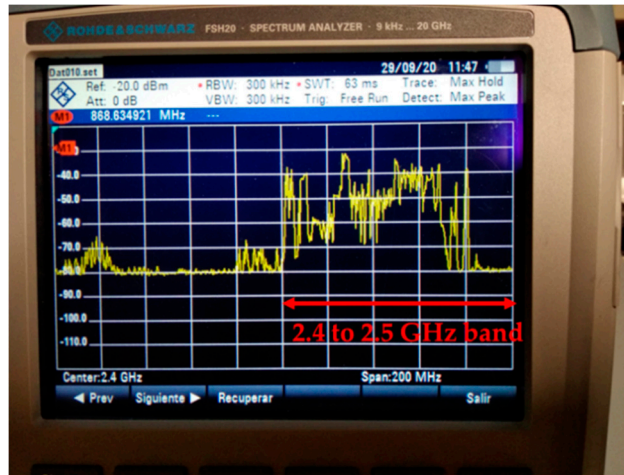 ROHDE&SCHWARZ FSH20 · SPECTRUM ANALYZER · 9 kHz ... 20 GHz
Dat010.set 29/09/20 11:47
Ref: -20.0 dBm • RBW: 300 kHz • SWT: 63 ms Trace: Max Hold
Att: 0 dB VBW: 300 kHz Trig: Free Run Detect: Max Peak
M1 868.634921 MHz ---
M1
-40.0
-50.0
-60.0
-70.0
-80.0
-90.0
-100.0
-110.0
2.4 to 2.5 GHz band
Center:2.4 GHz Span:200 MHz
◄ Prev Siguiente ► Recuperar Salir